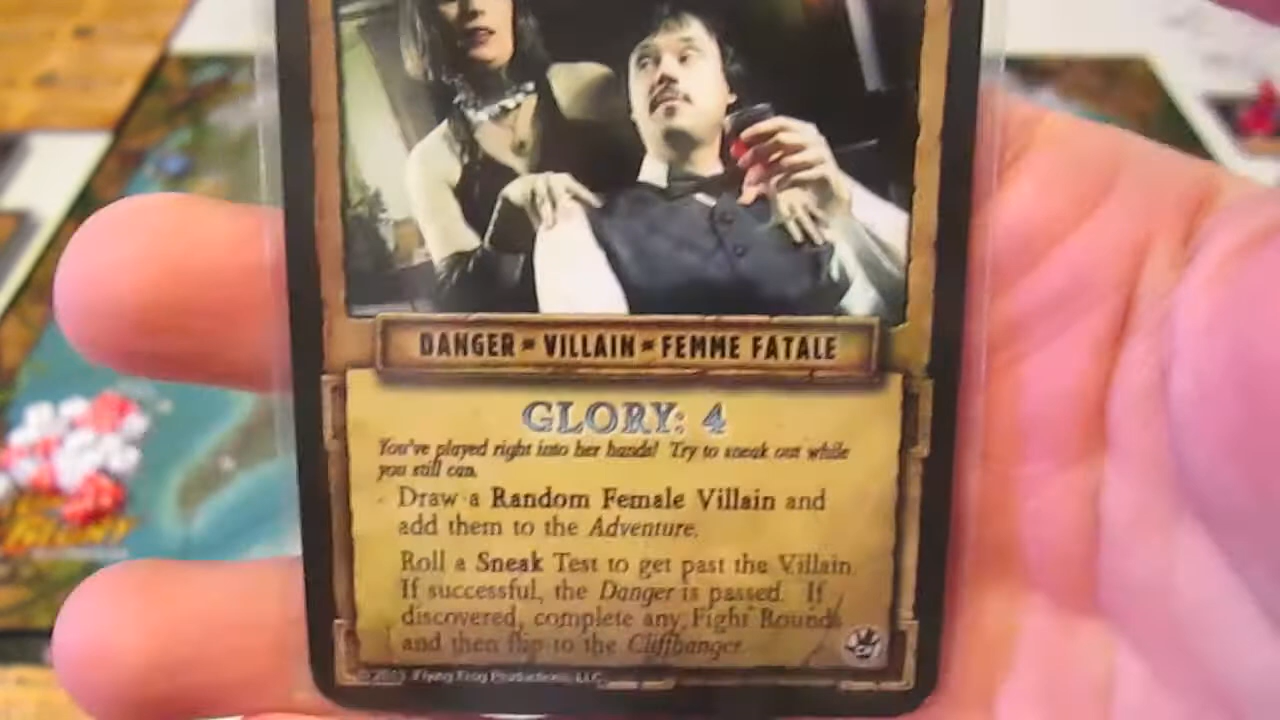 DANGER - VILLAIN - FEMME FATALE
GLORY: 4
You've played right into her hands! Try to sneak out while
you still can.
Draw a Random Female Villain and
add them to the Adventure.
Roll a Sneak Test to get past the Villain.
If successful, the Danger is passed. If
discovered, complete any Fight Rounds
and then flip to the Cliffhanger.
© 2013 Flying Frog Productions, LLC